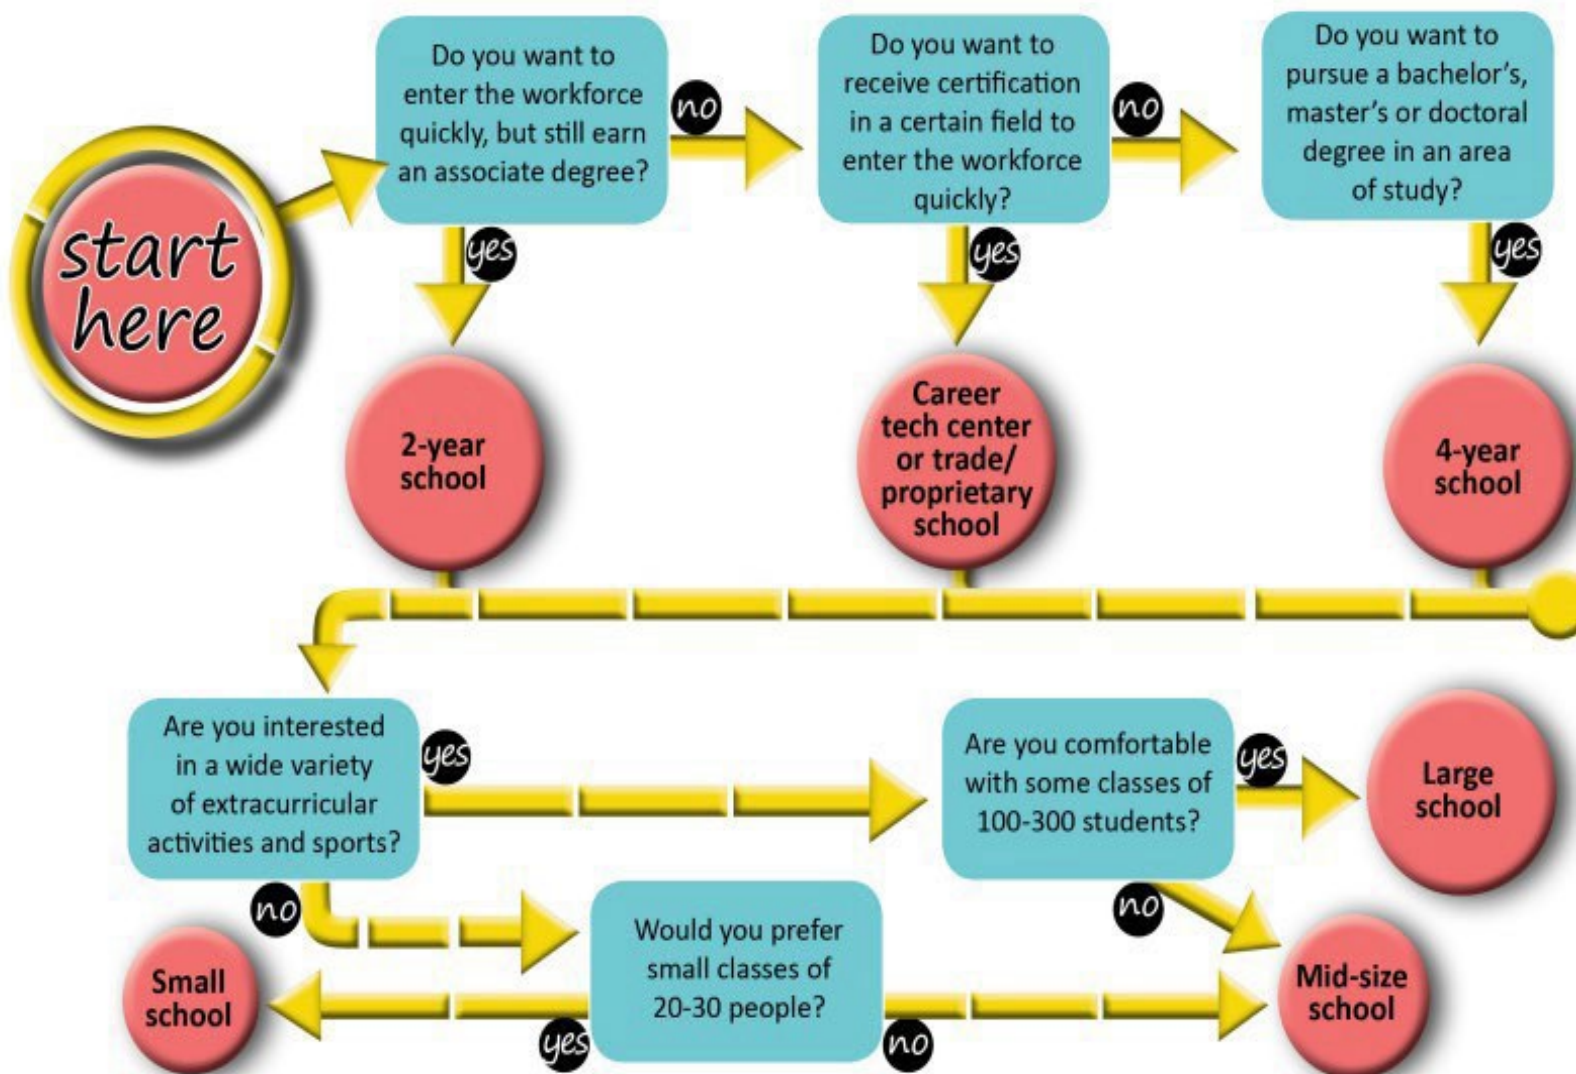 start
here
Do you want to
enter the workforce
quickly, but still earn
an associate degree?
no
Do you want to
receive certification
in a certain field to
enter the workforce
quickly?
no
Do you want to
pursue a bachelor's,
master's or doctoral
degree in an area
of study?
yes
yes
yes
2-year
school
Career
tech center
or trade/
proprietary
school
4-year
school
Are you interested
in a wide variety
of extracurricular
activities and sports?
yes
Are you comfortable
with some classes of
100-300 students?
yes
Large
school
no
no
Would you prefer
small classes of
20-30 people?
Small
school
yes
no
Mid-size
school